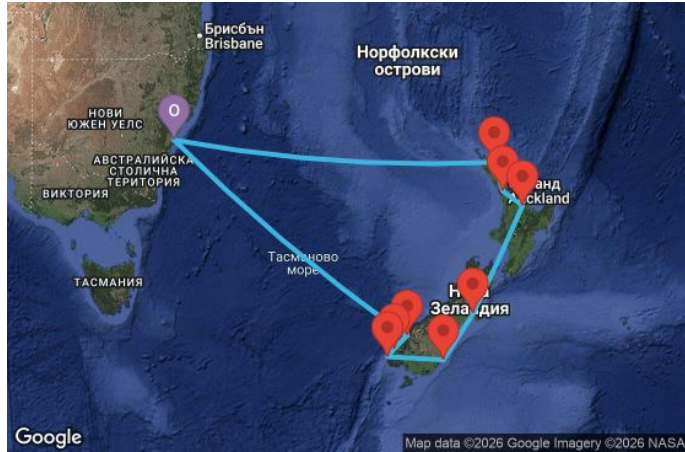 Брисбън
Brisbane
Норфолкски
острови
O
НОВИ
ЮЖЕН УЕЛС
АВСТРАЛИЙСКА
СТОЛИЧНА
ТЕРИТОРИЯ
ВИКТОРИЯ
Auckland
Тасманово
море
ТАСМАНИЯ
Нова
Зеландия
Google
Map data ©2026 Google Imagery ©2026 NASA